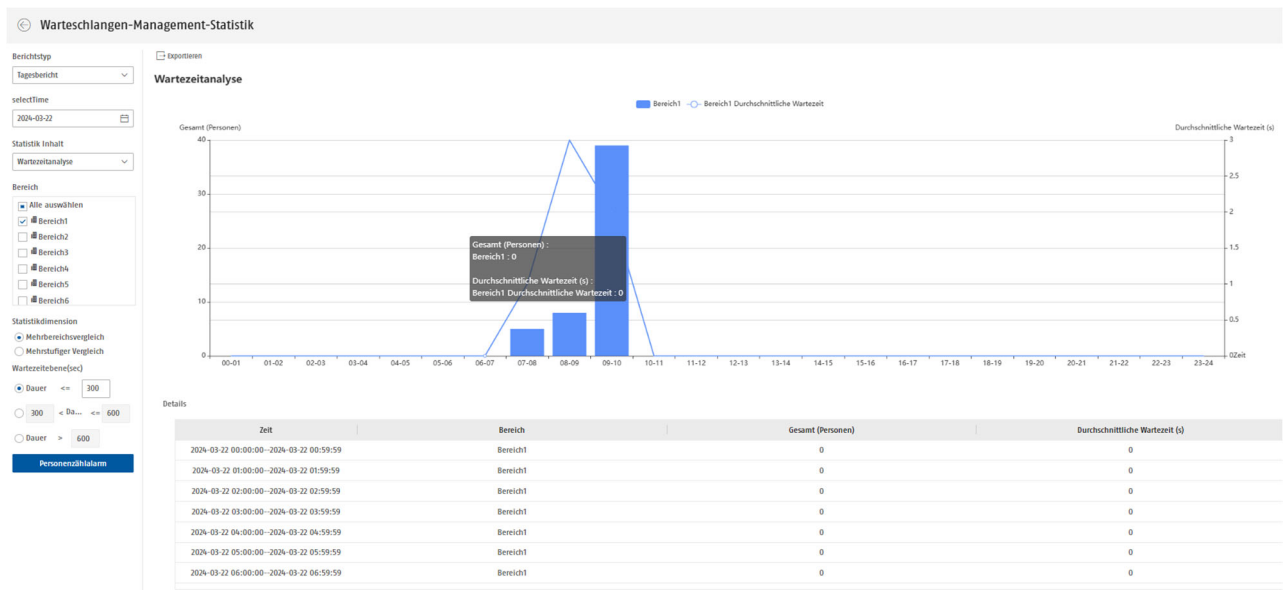 Warteschlangen-Management-Statistik
Berichtstyp
Tagesbericht
selectTime
2024-03-22
Statistik Inhalt
Wartezeitanalyse
Bereich
Alle auswählen
Bereich1
Bereich2
Bereich3
Bereich4
Bereich5
Bereich6
Statistikdimension
Mehrbereichsvergleich
Mehrstufiger Vergleich
Wartezeitebene(sec)
Dauer <= 300
300 < Da... <= 600
Dauer > 600
Personenzählalarm
Exportieren
Wartezeitanalyse
Bereich1 Bereich1 Durchschnittliche Wartezeit
Gesamt (Personen) Durchschnittliche Wartezeit (s)
40 3
2.5
30
2
20 1.5
1
10
0.5
0 0Zeit
Gesamt (Personen) :
Bereich1 : 0
Durchschnittliche Wartezeit (s) :
Bereich1 Durchschnittliche Wartezeit : 0
00-01 01-02 02-03 03-04 04-05 05-06 06-07 07-08 08-09 09-10 10-11 11-12 12-13 13-14 14-15 15-16 16-17 17-18 18-19 19-20 20-21 21-22 22-23 23-24
Details
Zeit Bereich Gesamt (Personen) Durchschnittliche Wartezeit (s)
2024-03-22 00:00:00--2024-03-22 00:59:59 Bereich1 0 0
2024-03-22 01:00:00--2024-03-22 01:59:59 Bereich1 0 0
2024-03-22 02:00:00--2024-03-22 02:59:59 Bereich1 0 0
2024-03-22 03:00:00--2024-03-22 03:59:59 Bereich1 0 0
2024-03-22 04:00:00--2024-03-22 04:59:59 Bereich1 0 0
2024-03-22 05:00:00--2024-03-22 05:59:59 Bereich1 0 0
2024-03-22 06:00:00--2024-03-22 06:59:59 Bereich1 0 0